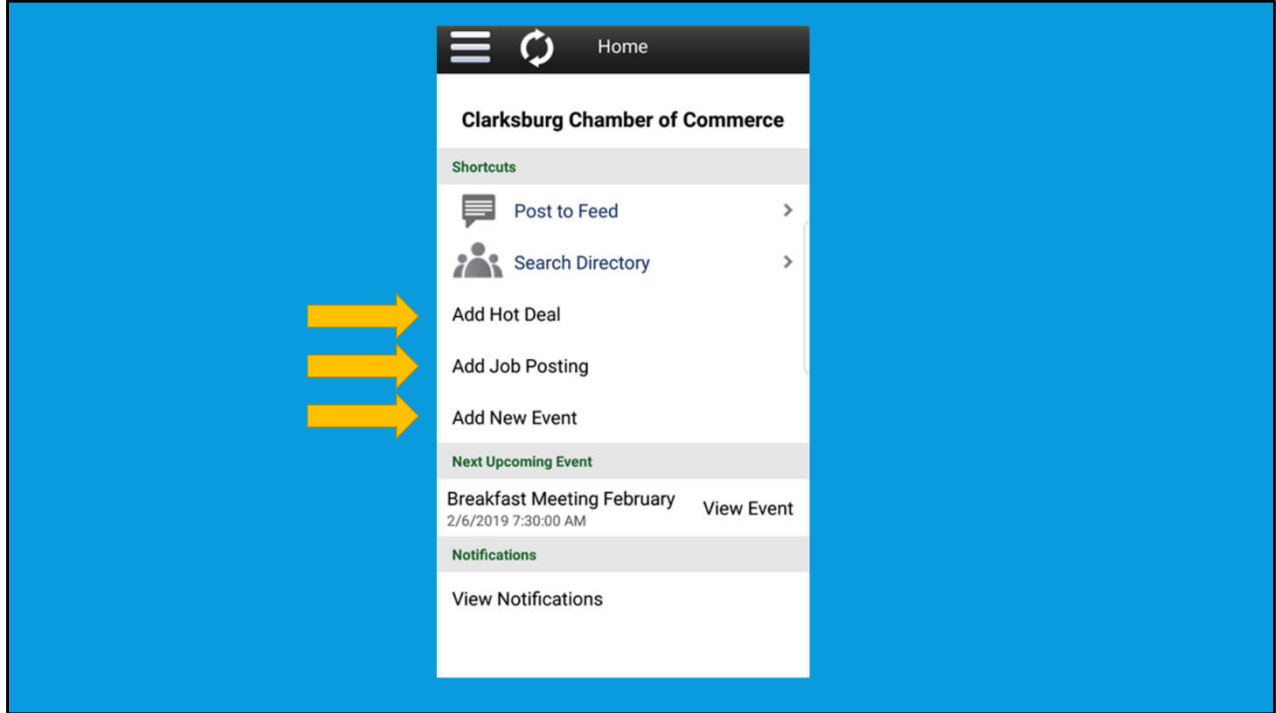 Home
Clarksburg Chamber of Commerce
Shortcuts
Post to Feed
Search Directory
Add Hot Deal
Add Job Posting
Add New Event
Next Upcoming Event
Breakfast Meeting February
2/6/2019 7:30:00 AM
View Event
Notifications
View Notifications